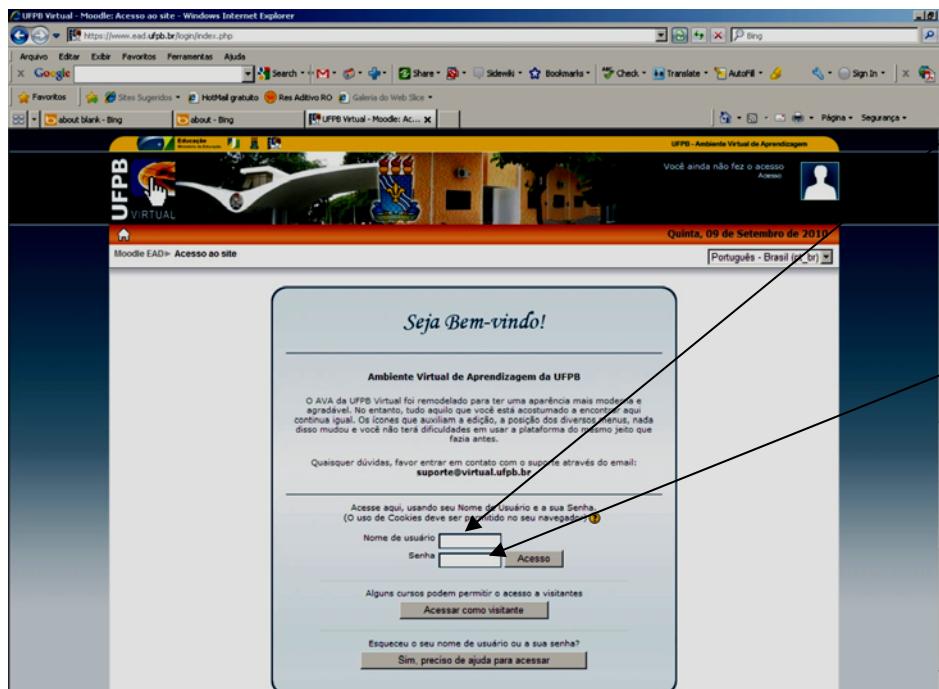 UFPB Virtual - Moodle: Acesso ao site - Windows Internet Explorer
https://www.ead.ufpb.br/login/index.php
Bing
Arquivo Editar Exibir Favoritos Ferramentas Ajuda
x Google Search Share Sidewiki Bookmarks Check Translate AutoFill Sign In
Favoritos Sites Sugeridos HotMail gratuito Res Aditivo RO Galeria do Web Slice
about blank - Bing about - Bing UFPB Virtual - Moodle: Ac... x Página Segurança
Educação
UFPB - Ambiente Virtual de Aprendizagem
UFPB
VIRTUAL
Você ainda não fez o acesso
Acesso
Quinta, 09 de Setembro de 2010
Moodle EAD ► Acesso ao site
Português - Brasil (pt_br)
Seja Bem-vindo!
Ambiente Virtual de Aprendizagem da UFPB
O AVA da UFPB Virtual foi remodelado para ter uma aparência mais moderna e
agradável. No entanto, tudo aquilo que você está acostumado a encontrar aqui
continua igual. Os ícones que auxiliam a edição, a posição dos diversos menus, nada
disso mudou e você não terá dificuldades em usar a plataforma do mesmo jeito que
fazia antes.
Quaisquer dúvidas, favor entrar em contato com o suporte através do email:
suporte@virtual.ufpb.br
Acesse aqui, usando seu Nome de Usuário e a sua Senha.
(O uso de Cookies deve ser permitido no seu navegador) ?
Nome de usuário
Senha Acesso
Alguns cursos podem permitir o acesso a visitantes
Acessar como visitante
Esqueceu o seu nome de usuário ou a sua senha?
Sim, preciso de ajuda para acessar